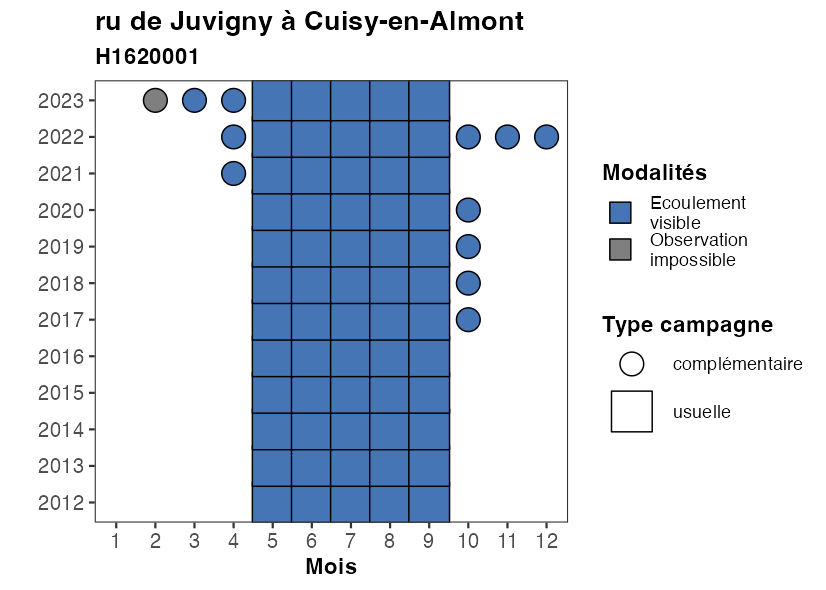 ru de Juvigny à Cuisy-en-Almont
H1620001
2023
2022
2021
2020
2019
2018
2017
2016
2015
2014
2013
2012
1 2 3 4 5 6 7 8 9 10 11 12
Mois
Modalités
Ecoulement
visible
Observation
impossible
Type campagne
complémentaire
usuelle